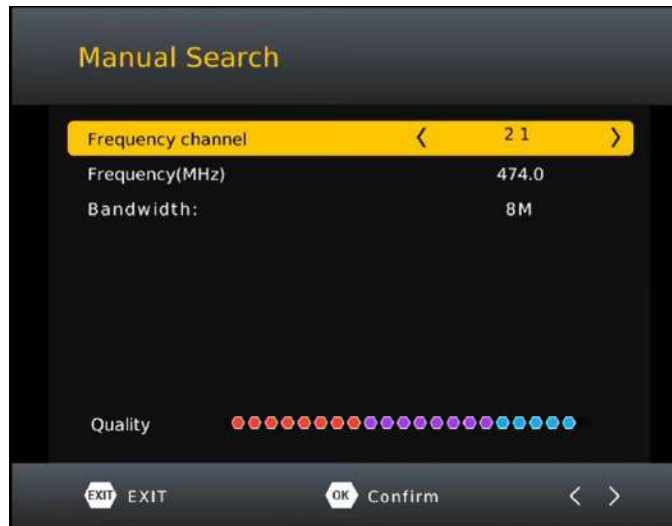 Manual Search
Frequency channel 21
Frequency(MHz) 474.0
Bandwidth: 8M
Quality
EXIT EXIT OK Confirm